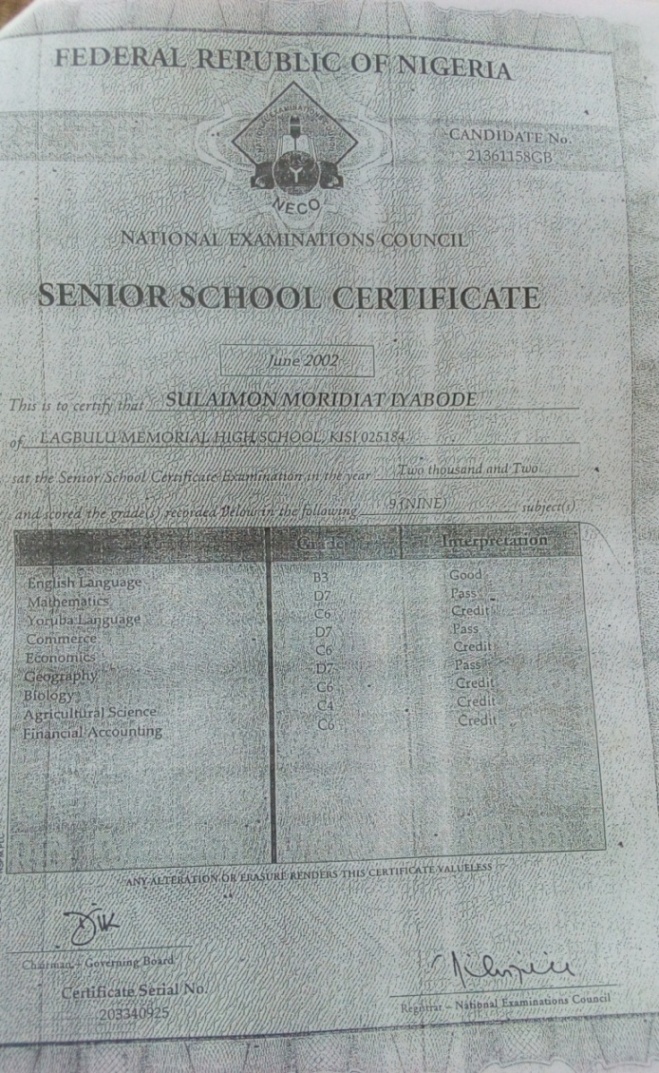 FEDERAL REPUBLIC OF NIGERIA
CANDIDATE No.
21361158GB
NECO
NATIONAL EXAMINATIONS COUNCIL
SENIOR SCHOOL CERTIFICATE
June 2002
This is to certify that SULAIMON MORIDIAT IYABODE
of LAGBULU MEMORIAL HIGH SCHOOL, KISI 025184
sat the Senior School Certificate Examination in the year Two thousand and Two
and scored the grade(s) recorded Below in the following 9 (NINE) subject(s)
Grade Interpretation
English Language B3 Good
Mathematics D7 Pass
Yoruba Language C6 Credit
Commerce D7 Pass
Economics C6 Credit
Geography D7 Pass
Biology C6 Credit
Agricultural Science C4 Credit
Financial Accounting C6 Credit
ANY ALTERATION OR ERASURE RENDERS THIS CERTIFICATE VALUELESS
Chairman - Governing Board
Certificate Serial No.
203340925
Registrar - National Examinations Council